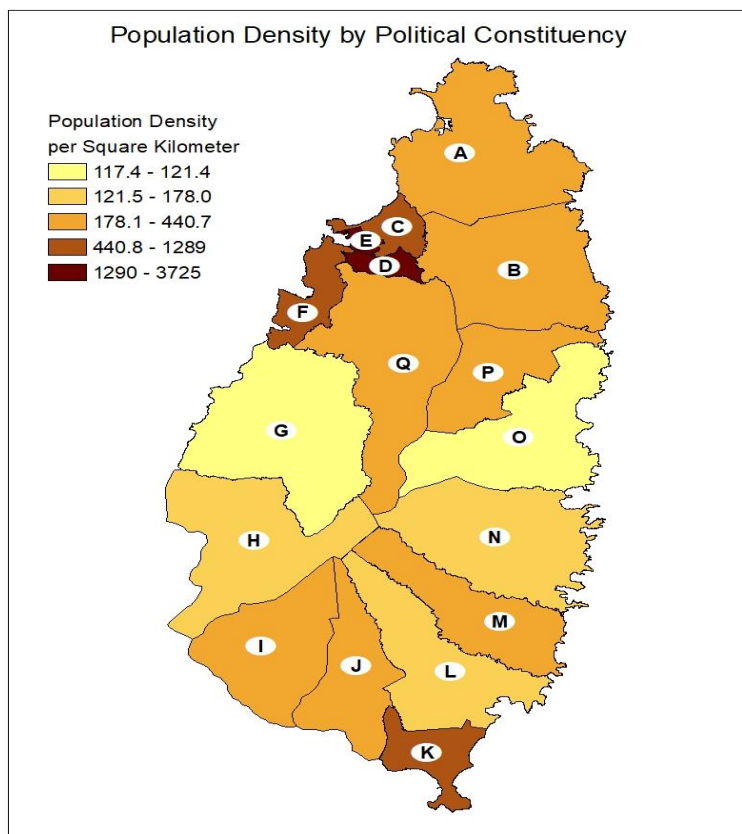 Population Density by Political Constituency
Population Density
per Square Kilometer
117.4 - 121.4
121.5 - 178.0
178.1 - 440.7
440.8 - 1289
1290 - 3725
A
C
E
D
B
F
Q
P
G
O
H
N
M
I
J
L
K